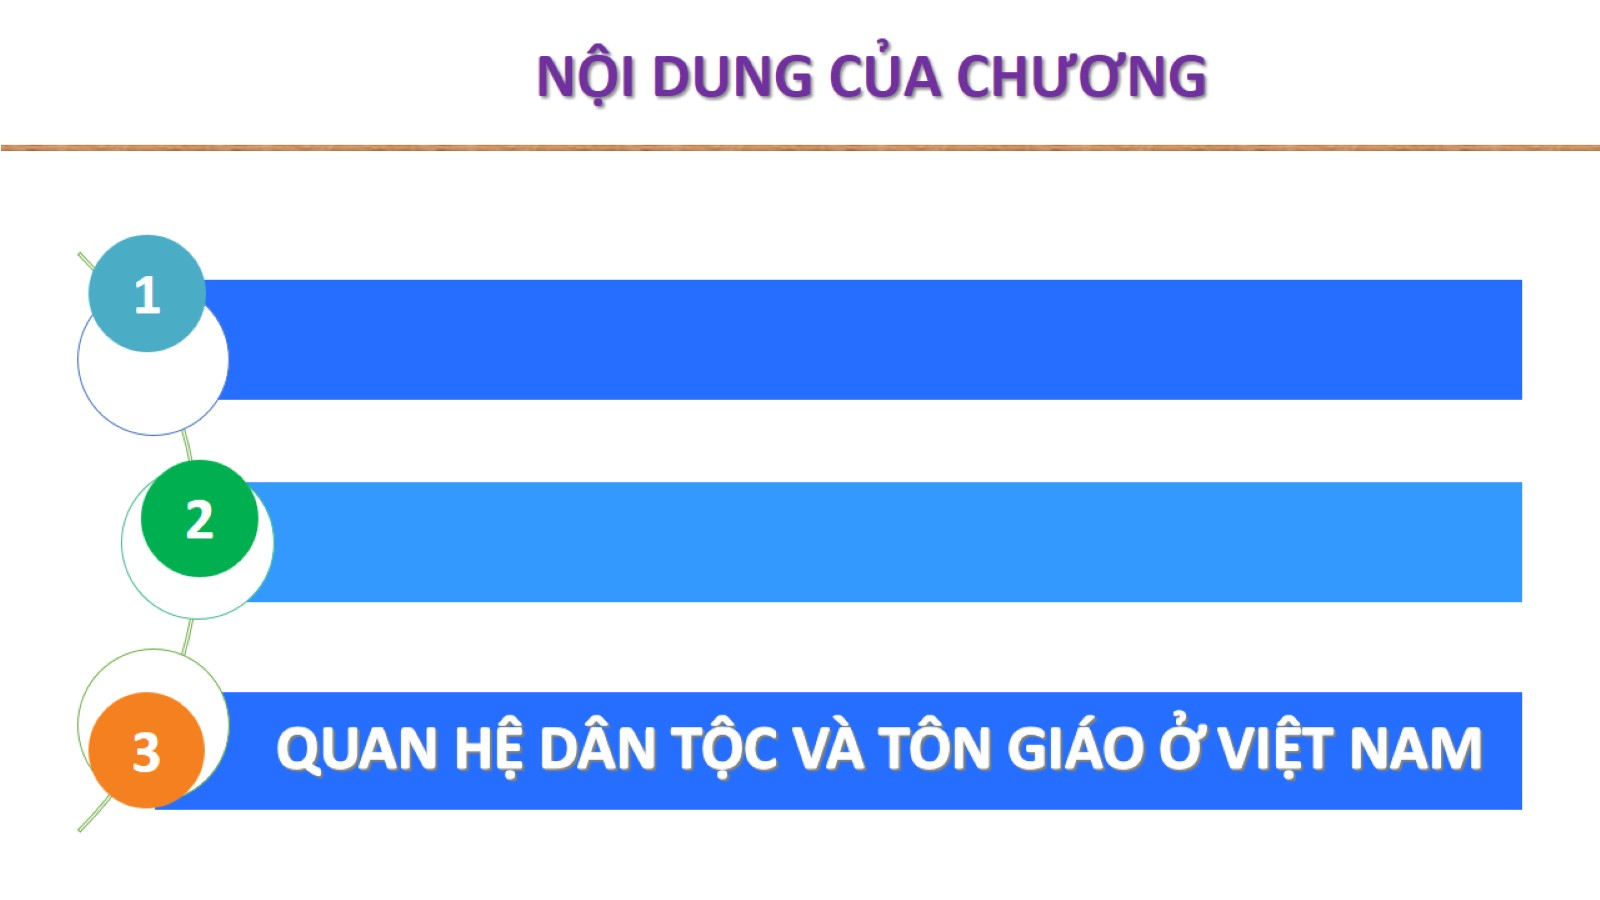 NỘI DUNG CỦA CHƯƠNG
1
2
3
QUAN HỆ DÂN TỘC VÀ TÔN GIÁO Ở VIỆT NAM